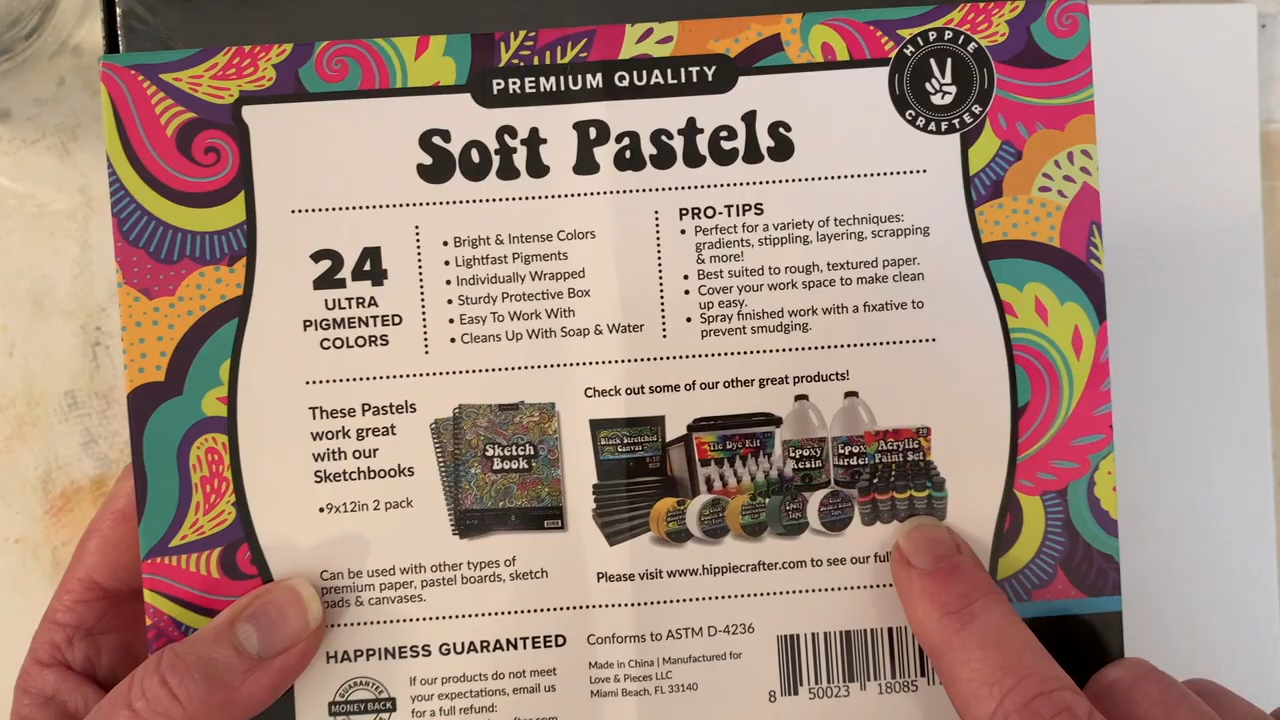 PREMIUM QUALITY
HIPPIE CRAFTER
Soft Pastels
24
ULTRA
PIGMENTED
COLORS
• Bright & Intense Colors
• Lightfast Pigments
• Individually Wrapped
• Sturdy Protective Box
• Easy To Work With
• Cleans Up With Soap & Water
PRO-TIPS
• Perfect for a variety of techniques:
gradients, stippling, layering, scrapping
& more!
• Best suited to rough, textured paper.
• Cover your work space to make clean
up easy.
• Spray finished work with a fixative to
prevent smudging.
These Pastels
work great
with our
Sketchbooks
•9x12in 2 pack
Sketch
Book
Check out some of our other great products!
Black Stretched
Canvas
Tie Dye Kit
Epoxy
Resin
Acrylic
Paint Set
Epoxy
Tape
Please visit www.hippiecrafter.com to see our full
Can be used with other types of
premium paper, pastel boards, sketch
pads & canvases.
HAPPINESS GUARANTEED
GUARANTEE
MONEY BACK
If our products do not meet
your expectations, email us
for a full refund:
Conforms to ASTM D-4236
Made in China | Manufactured for
Love & Pieces LLC
Miami Beach, FL 33140
8 50023 18085